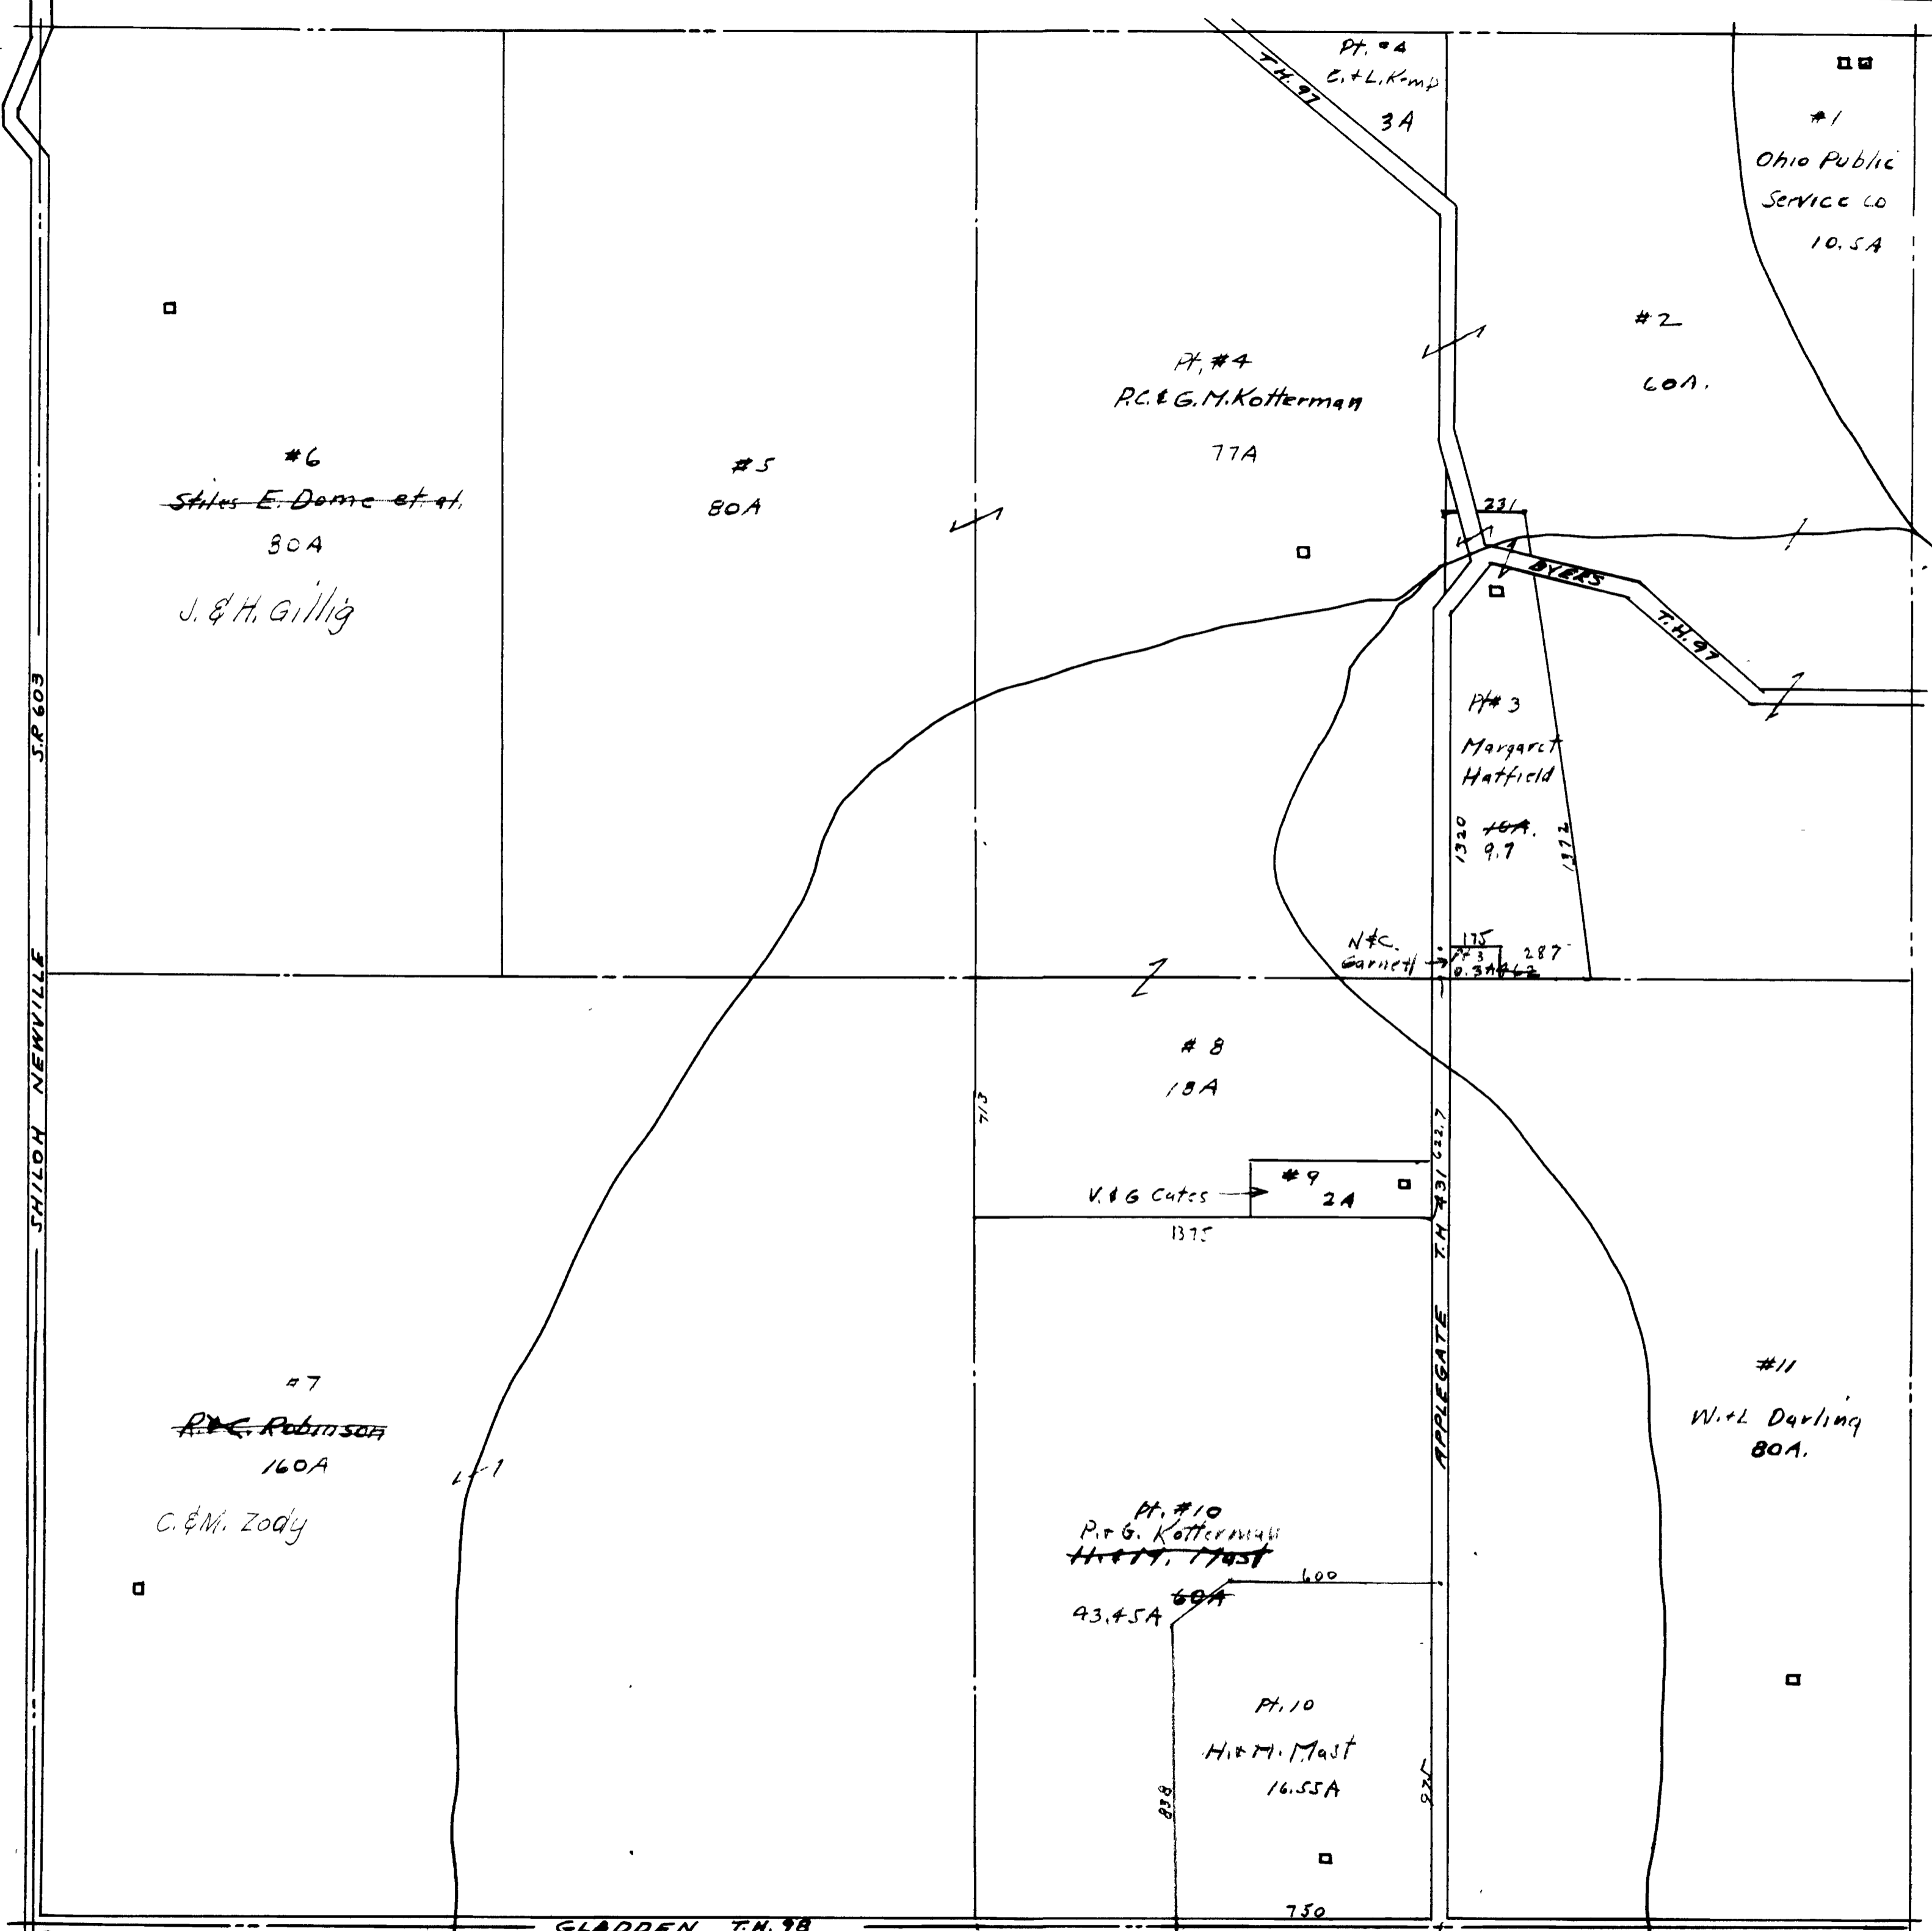 Pt. #4
E. + L. Kemp
3A
T.H. 97
#1
Ohio Public
Service Co
10.5A
#2
60A.
Pt. #4
P.C. & G.M. Kotterman
77A
#5
80A
#6
Stiles E. Dome et. al.
80A
J. & H. Gillig
231
BYERS
T.H. 97
S.R 603
SHILOH NEWVILLE
Pt# 3
Margaret
Hatfield
10A.
9.7
1320
1372
N&C.
Garnett
175
Pt 3
0.3A
462
287
#8
18A
713
622.7
#9
2A
V. & G Cates
1375
APPLEGATE T.H 431
#7
R.&C. Robinson
160A
C. & M. Zody
#11
W. + L Darling
80A.
Pt. #10
P. + G. Kotterman
H. & M. Mast
60A
43.45A
600
Pt. 10
H. & M. Mast
16.55A
838
975
750
GLADDEN T.H. 98